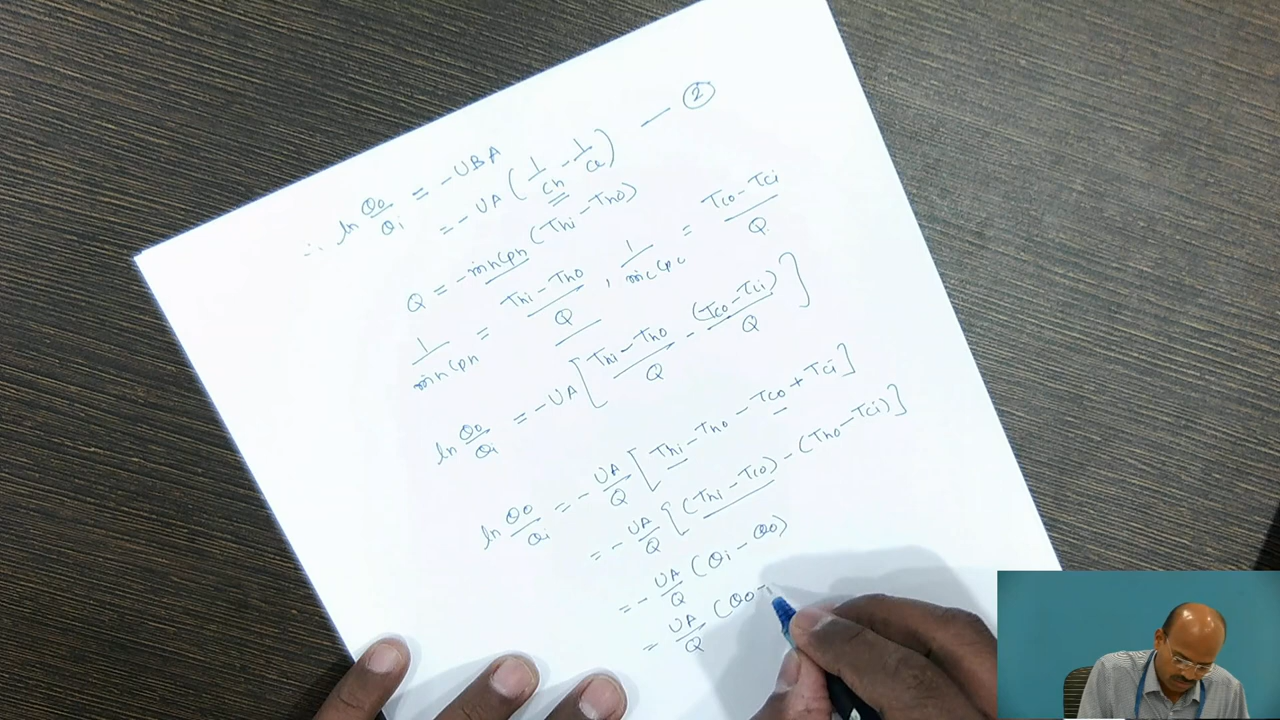 — ②
∴ ln θo/θi = -UBA
= -UA (1/Ch - 1/Cc)
Q = -ṁhCph (Thi - Tho)
1/ṁhCph = Thi - Tho/Q , 1/ṁcCpc = Tco - Tci/Q
ln θo/θi = -UA [Thi - Tho/Q - (Tco - Tci)/Q]
ln θo/θi = - UA/Q [Thi - Tho - Tco + Tci]
= - UA/Q [(Thi - Tco) - (Tho - Tci)]
= - UA/Q (θi - θo)
= UA/Q (θo -